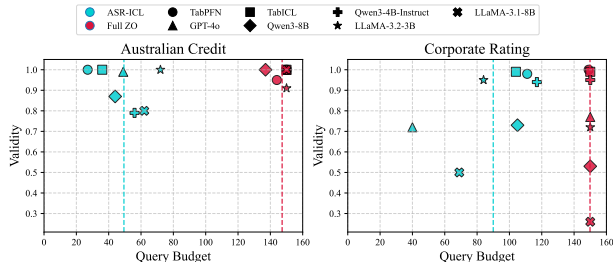 ASR-ICL TabPFN TabICL Qwen3-4B-Instruct LLaMA-3.1-8B
Full ZO GPT-4o Qwen3-8B LLaMA-3.2-3B
Australian Credit
Validity
1.0
0.9
0.8
0.7
0.6
0.5
0.4
0.3
0 20 40 60 80 100 120 140 160
Query Budget
Corporate Rating
Validity
1.0
0.9
0.8
0.7
0.6
0.5
0.4
0.3
0 20 40 60 80 100 120 140 160
Query Budget